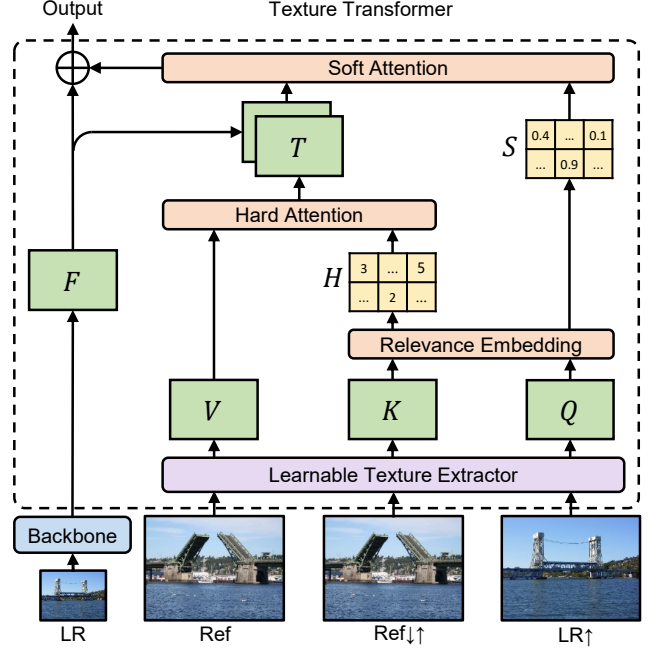 Output
Texture Transformer
Soft Attention
T
S
0.4 ... 0.1
... 0.9 ...
Hard Attention
F
H
3 ... 5
... 2 ...
Relevance Embedding
V
K
Q
Learnable Texture Extractor
Backbone
LR
Ref
Ref↓↑
LR↑